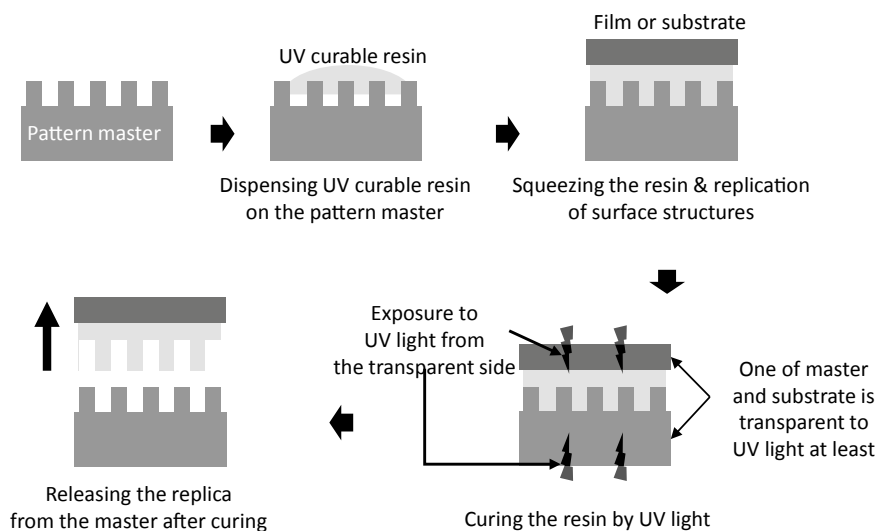 Pattern master
UV curable resin
Dispensing UV curable resin
on the pattern master
Film or substrate
Squeezing the resin & replication
of surface structures
Exposure to
UV light from
the transparent side
One of master
and substrate is
transparent to
UV light at least
Curing the resin by UV light
Releasing the replica
from the master after curing